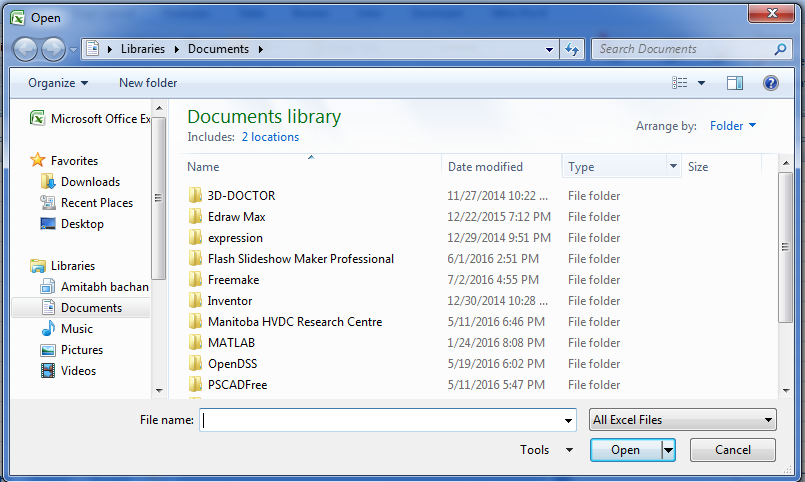 Open
Libraries Documents Search Documents
Organize New folder
Microsoft Office Ex
Favorites
Downloads
Recent Places
Desktop
Libraries
Amitabh bachan
Documents
Music
Pictures
Videos
Documents library
Includes: 2 locations
Arrange by: Folder
Name Date modified Type Size
3D-DOCTOR 11/27/2014 10:22 ... File folder
Edraw Max 12/22/2015 7:12 PM File folder
expression 12/29/2014 9:51 PM File folder
Flash Slideshow Maker Professional 6/1/2016 2:51 PM File folder
Freemake 7/2/2016 4:55 PM File folder
Inventor 12/30/2014 10:28 ... File folder
Manitoba HVDC Research Centre 5/11/2016 6:46 PM File folder
MATLAB 1/24/2016 8:08 PM File folder
OpenDSS 5/19/2016 6:02 PM File folder
PSCADFree 5/11/2016 5:47 PM File folder
File name: All Excel Files
Tools Open Cancel